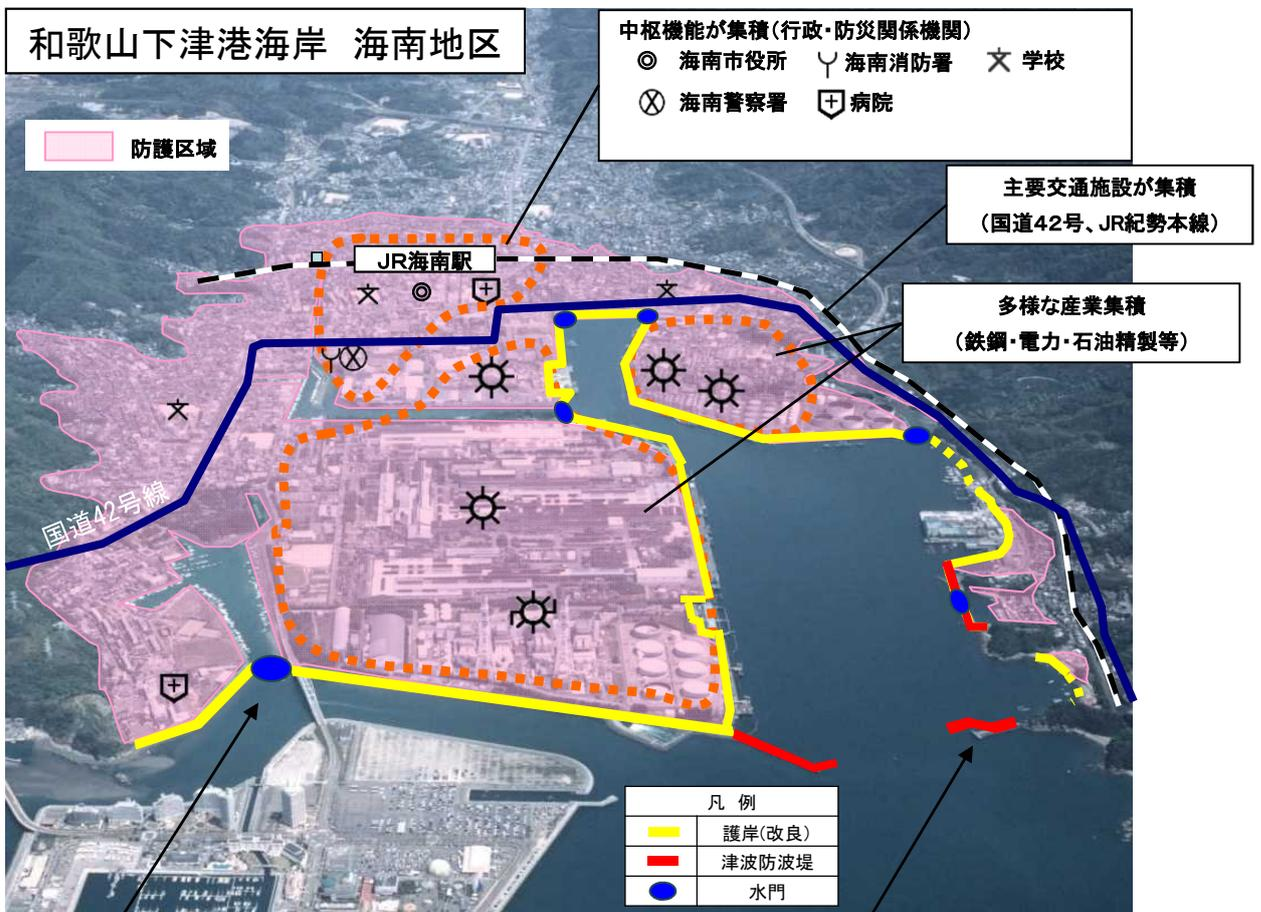 和歌山下津港海岸　海南地区
中枢機能が集積(行政・防災関係機関)
海南市役所　海南消防署　学校
海南警察署　病院
防護区域
主要交通施設が集積
(国道42号、JR紀勢本線)
JR海南駅
多様な産業集積
(鉄鋼・電力・石油精製等)
国道42号線
凡　例
護岸(改良)
津波防波堤
水門